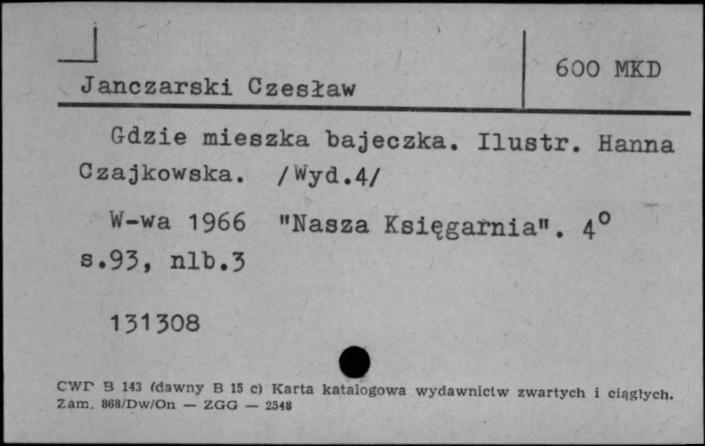 600 MKD
Janczarski Czesław
Gdzie mieszka bajeczka. Ilustr. Hanna
Czajkowska. /Wyd.4/
W-wa 1966 "Nasza Księgarnia". 4°
s.93, nlb.3
131308
CWD B 143 (dawny B 15 c) Karta katalogowa wydawnictw zwartych i ciągłych.
Zam. 868/Dw/On — ZGG — 2548